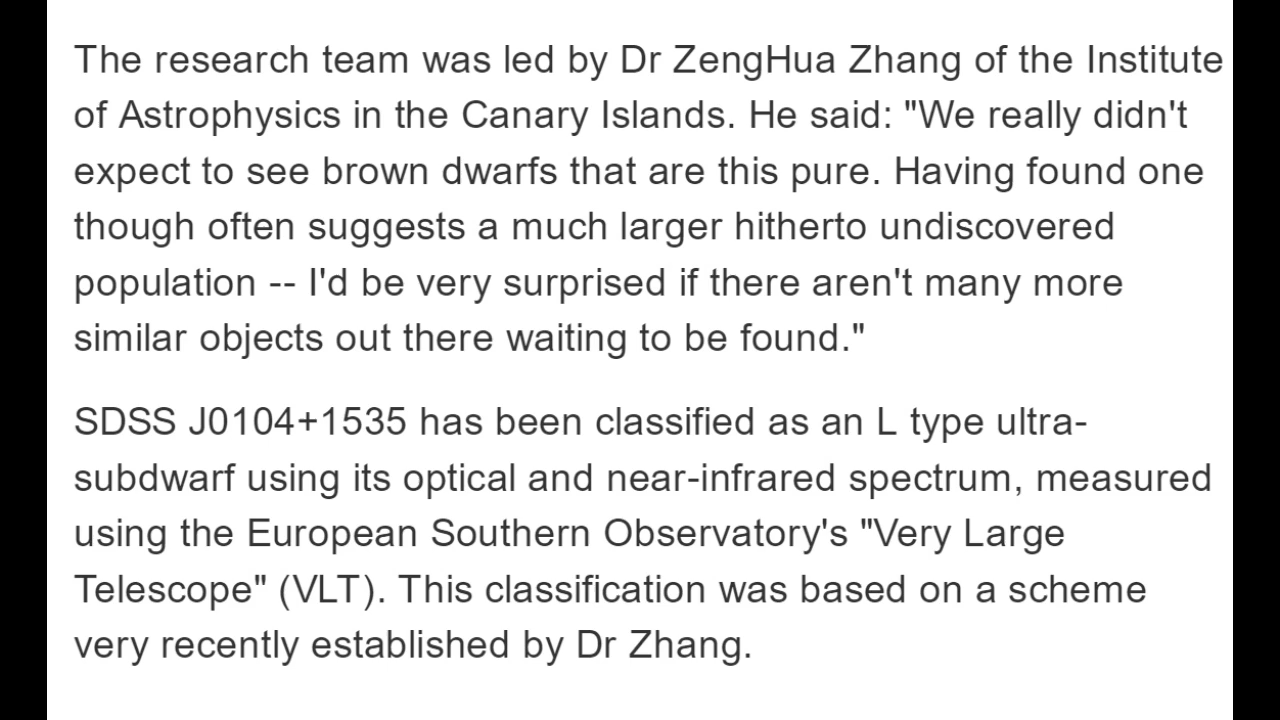 The research team was led by Dr ZengHua Zhang of the Institute
of Astrophysics in the Canary Islands. He said: "We really didn't
expect to see brown dwarfs that are this pure. Having found one
though often suggests a much larger hitherto undiscovered
population -- I'd be very surprised if there aren't many more
similar objects out there waiting to be found."
SDSS J0104+1535 has been classified as an L type ultra-
subdwarf using its optical and near-infrared spectrum, measured
using the European Southern Observatory's "Very Large
Telescope" (VLT). This classification was based on a scheme
very recently established by Dr Zhang.